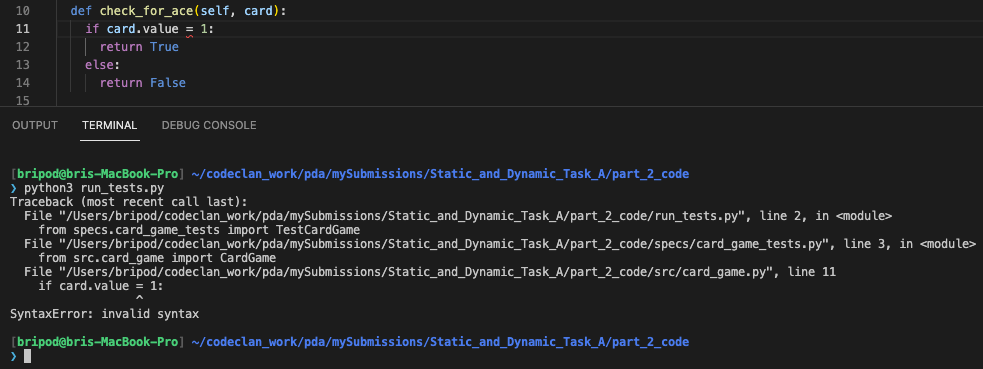 10 def check_for_ace(self, card):
11 if card.value = 1:
12 return True
13 else:
14 return False
15
OUTPUT TERMINAL DEBUG CONSOLE
[bripod@bris-MacBook-Pro] ~/codeclan_work/pda/mySubmissions/Static_and_Dynamic_Task_A/part_2_code
❯ python3 run_tests.py
Traceback (most recent call last):
File "/Users/bripod/codeclan_work/pda/mySubmissions/Static_and_Dynamic_Task_A/part_2_code/run_tests.py", line 2, in <module>
from specs.card_game_tests import TestCardGame
File "/Users/bripod/codeclan_work/pda/mySubmissions/Static_and_Dynamic_Task_A/part_2_code/specs/card_game_tests.py", line 3, in <module>
from src.card_game import CardGame
File "/Users/bripod/codeclan_work/pda/mySubmissions/Static_and_Dynamic_Task_A/part_2_code/src/card_game.py", line 11
if card.value = 1:
^
SyntaxError: invalid syntax
[bripod@bris-MacBook-Pro] ~/codeclan_work/pda/mySubmissions/Static_and_Dynamic_Task_A/part_2_code
❯